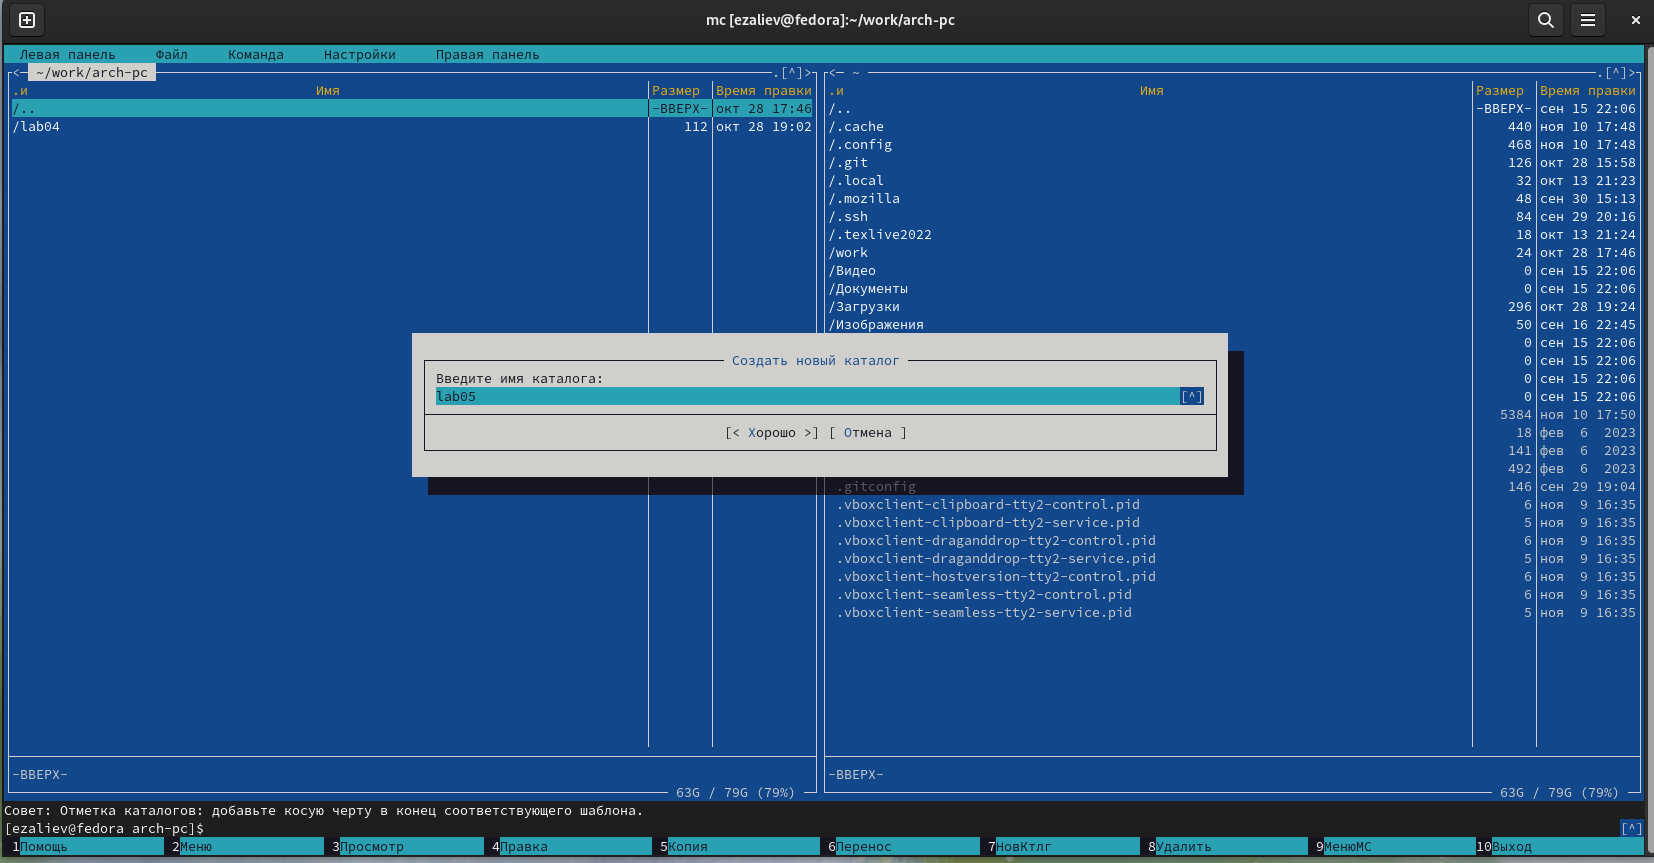 mc [ezaliev@fedora]:~/work/arch-pc
Левая панель Файл Команда Настройки Правая панель
<─ ~/work/arch-pc .[^]>
.и Имя Размер Время правки
/.. -ВВЕРХ- окт 28 17:46
/lab04 112 окт 28 19:02
-ВВЕРХ-
63G / 79G (79%)
<─ ~ .[^]>
.и Имя Размер Время правки
/.. -ВВЕРХ- сен 15 22:06
/.cache 440 ноя 10 17:48
/.config 468 ноя 10 17:48
/.git 126 окт 28 15:58
/.local 32 окт 13 21:23
/.mozilla 48 сен 30 15:13
/.ssh 84 сен 29 20:16
/.texlive2022 18 окт 13 21:24
/work 24 окт 28 17:46
/Видео 0 сен 15 22:06
/Документы 0 сен 15 22:06
/Загрузки 296 окт 28 19:24
/Изображения 50 сен 16 22:45
0 сен 15 22:06
0 сен 15 22:06
0 сен 15 22:06
0 сен 15 22:06
5384 ноя 10 17:50
18 фев 6 2023
141 фев 6 2023
492 фев 6 2023
.gitconfig 146 сен 29 19:04
.vboxclient-clipboard-tty2-control.pid 6 ноя 9 16:35
.vboxclient-clipboard-tty2-service.pid 5 ноя 9 16:35
.vboxclient-draganddrop-tty2-control.pid 6 ноя 9 16:35
.vboxclient-draganddrop-tty2-service.pid 5 ноя 9 16:35
.vboxclient-hostversion-tty2-control.pid 6 ноя 9 16:35
.vboxclient-seamless-tty2-control.pid 6 ноя 9 16:35
.vboxclient-seamless-tty2-service.pid 5 ноя 9 16:35
-ВВЕРХ-
63G / 79G (79%)
Создать новый каталог
Введите имя каталога:
lab05 [^]
[< Хорошо >] [ Отмена ]
Совет: Отметка каталогов: добавьте косую черту в конец соответствующего шаблона.
[ezaliev@fedora arch-pc]$ [^]
1Помощь 2Меню 3Просмотр 4Правка 5Копия 6Перенос 7НовКтлг 8Удалить 9МенюMC 10Выход